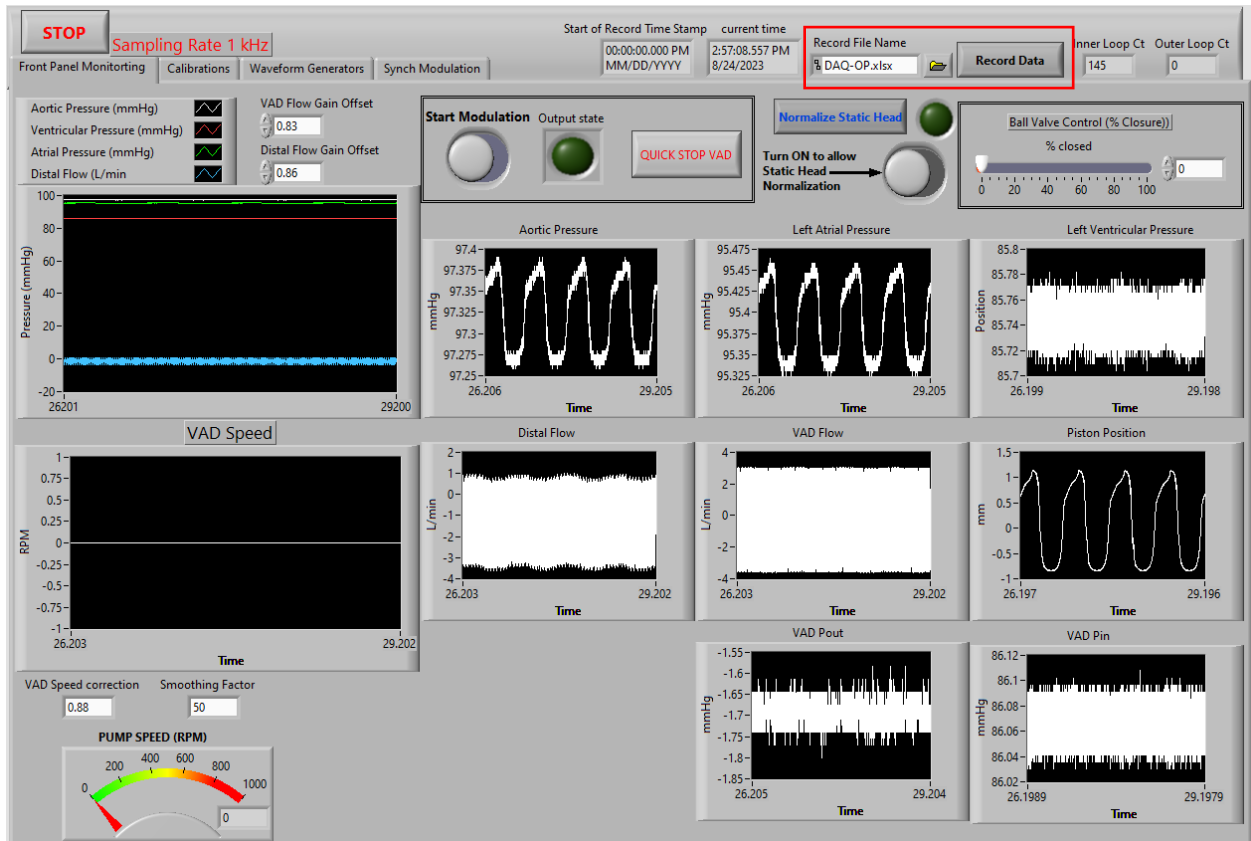 STOP
Sampling Rate 1 kHz
Start of Record Time Stamp
current time
00:00:00.000 PM
MM/DD/YYYY
2:57:08.557 PM
8/24/2023
Record File Name
DAQ-OP.xlsx
Record Data
Inner Loop Ct
Outer Loop Ct
145
0
Front Panel Monitorting
Calibrations
Waveform Generators
Synch Modulation
Aortic Pressure (mmHg)
Ventricular Pressure (mmHg)
Atrial Pressure (mmHg)
Distal Flow (L/min
VAD Flow Gain Offset
0.83
Distal Flow Gain Offset
0.86
Start Modulation
Output state
QUICK STOP VAD
Normalize Static Head
Turn ON to allow
Static Head
Normalization
Ball Valve Control (% Closure))
% closed
0 20 40 60 80 100
0
Pressure (mmHg)
100
80
60
40
20
0
-20
26201
29200
Aortic Pressure
mmHg
97.4
97.375
97.35
97.325
97.3
97.275
97.25
26.206
29.205
Time
Left Atrial Pressure
mmHg
95.475
95.45
95.425
95.4
95.375
95.35
95.325
26.206
29.205
Time
Left Ventricular Pressure
Position
85.8
85.78
85.76
85.74
85.72
85.7
26.199
29.198
Time
VAD Speed
RPM
1
0.75
0.5
0.25
0
-0.25
-0.5
-0.75
-1
26.203
29.202
Time
Distal Flow
L/min
2
1
0
-1
-2
-3
-4
26.203
29.202
Time
VAD Flow
L/min
4
2
0
-2
-4
26.203
29.202
Time
Piston Position
mm
1.5
1
0.5
0
-0.5
-1
26.197
29.196
Time
VAD Speed correction
0.88
Smoothing Factor
50
PUMP SPEED (RPM)
0 200 400 600 800 1000
0
VAD Pout
mmHg
-1.55
-1.6
-1.65
-1.7
-1.75
-1.8
-1.85
26.205
29.204
Time
VAD Pin
mmHg
86.12
86.1
86.08
86.06
86.04
86.02
26.1989
29.1979
Time